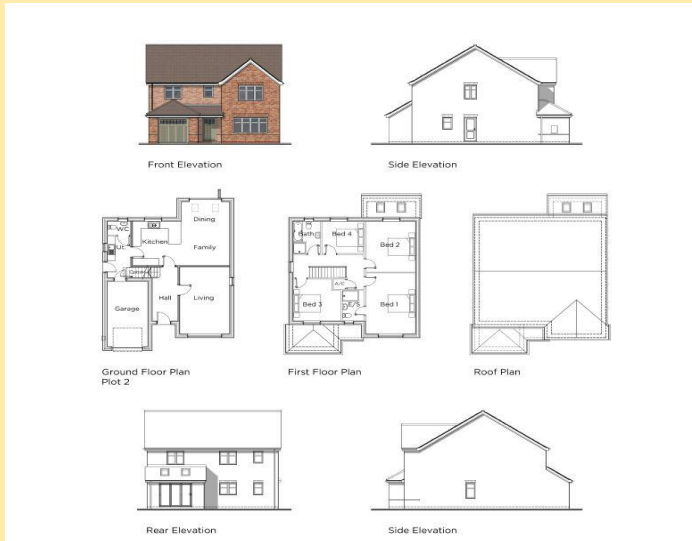 Front Elevation
Side Elevation
WC
Ut.
Kitchen
Dining
Family
Garage
Hall
Living
Ground Floor Plan
Plot 2
Bath
Bed 4
Bed 2
A/C
Bed 3
E/S
Bed 1
First Floor Plan
Roof Plan
Rear Elevation
Side Elevation